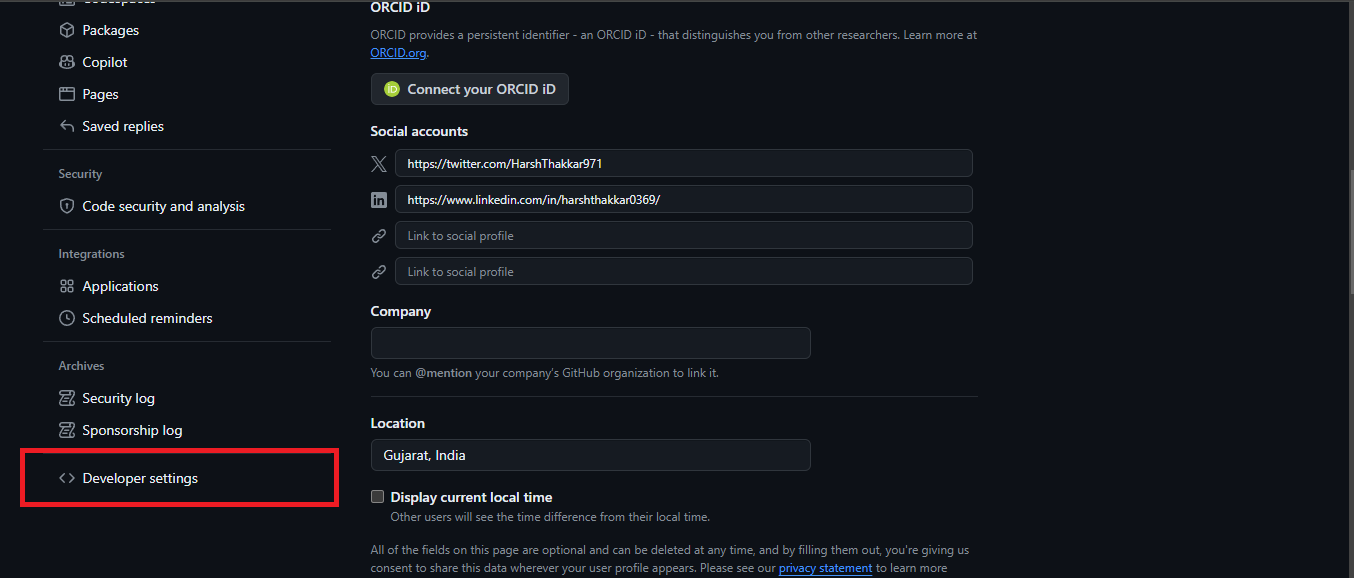 Codespaces
Packages
Copilot
Pages
Saved replies
Security
Code security and analysis
Integrations
Applications
Scheduled reminders
Archives
Security log
Sponsorship log
Developer settings
ORCID iD
ORCID provides a persistent identifier - an ORCID iD - that distinguishes you from other researchers. Learn more at
ORCID.org.
iD Connect your ORCID iD
Social accounts
https://twitter.com/HarshThakkar971
in https://www.linkedin.com/in/harshthakkar0369/
Link to social profile
Link to social profile
Company
You can @mention your company's GitHub organization to link it.
Location
Gujarat, India
Display current local time
Other users will see the time difference from their local time.
All of the fields on this page are optional and can be deleted at any time, and by filling them out, you're giving us
consent to share this data wherever your user profile appears. Please see our privacy statement to learn more